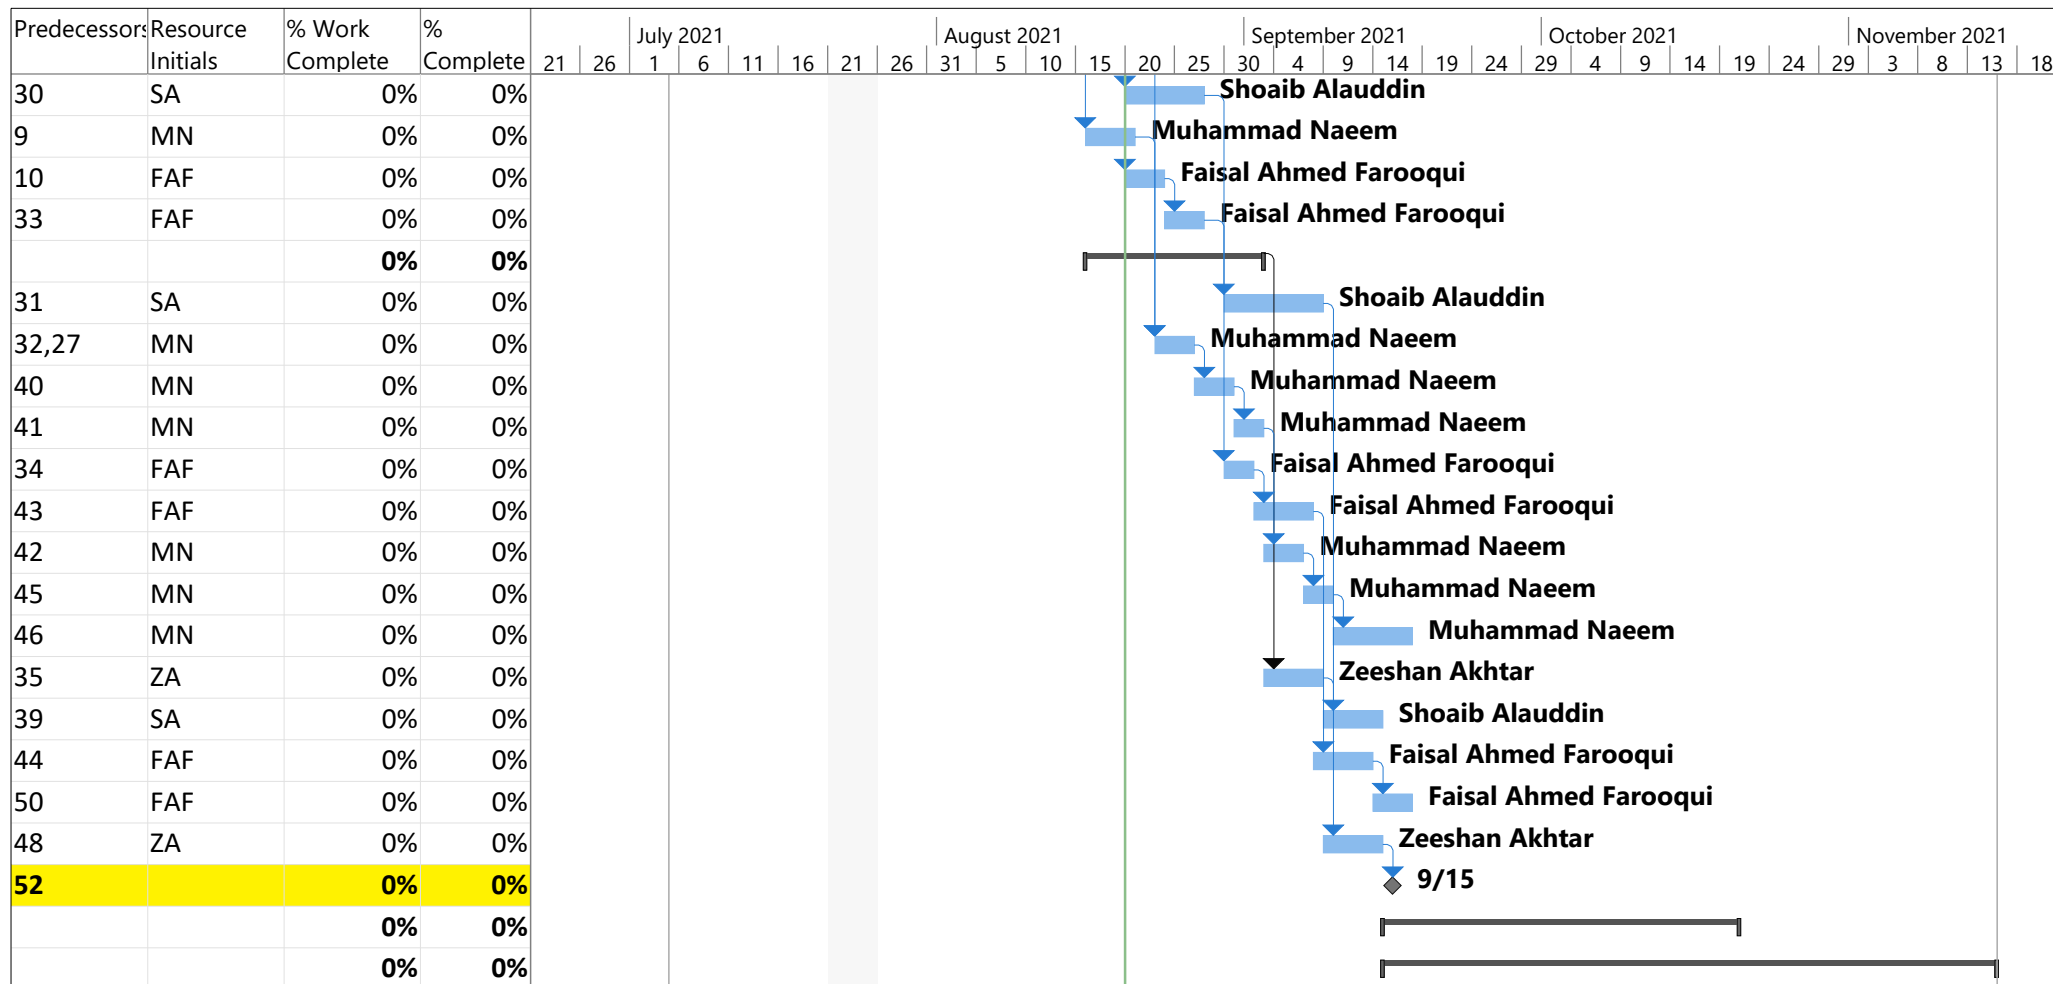 Predecessors Resource Initials % Work Complete % Complete
July 2021 August 2021 September 2021 October 2021 November 2021
21 26 1 6 11 16 21 26 31 5 10 15 20 25 30 4 9 14 19 24 29 4 9 14 19 24 29 3 8 13 18
30 SA 0% 0% Shoaib Alauddin
9 MN 0% 0% Muhammad Naeem
10 FAF 0% 0% Faisal Ahmed Farooqui
33 FAF 0% 0% Faisal Ahmed Farooqui
0% 0%
31 SA 0% 0% Shoaib Alauddin
32,27 MN 0% 0% Muhammad Naeem
40 MN 0% 0% Muhammad Naeem
41 MN 0% 0% Muhammad Naeem
34 FAF 0% 0% Faisal Ahmed Farooqui
43 FAF 0% 0% Faisal Ahmed Farooqui
42 MN 0% 0% Muhammad Naeem
45 MN 0% 0% Muhammad Naeem
46 MN 0% 0% Muhammad Naeem
35 ZA 0% 0% Zeeshan Akhtar
39 SA 0% 0% Shoaib Alauddin
44 FAF 0% 0% Faisal Ahmed Farooqui
50 FAF 0% 0% Faisal Ahmed Farooqui
48 ZA 0% 0% Zeeshan Akhtar
52 0% 0% 9/15
0% 0%
0% 0%